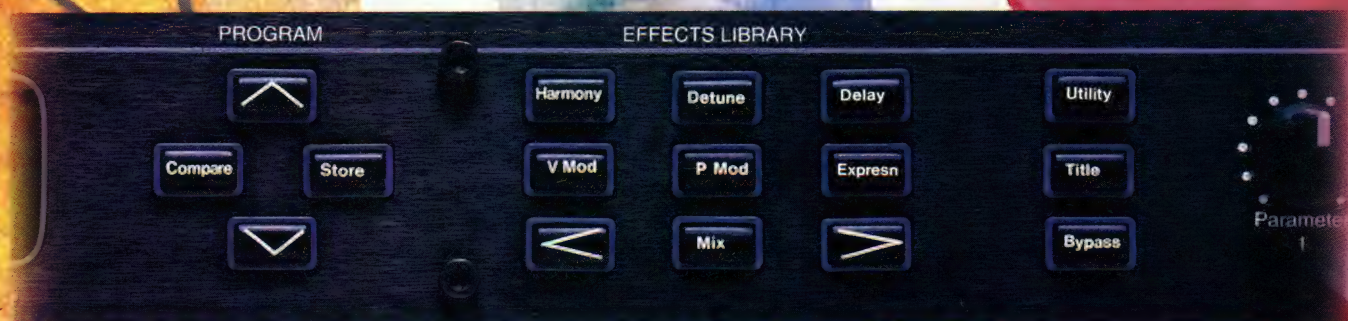 PROGRAM
EFFECTS LIBRARY
Harmony Detune Delay Utility
Compare Store V Mod P Mod Expresn Title
Mix Bypass
Parameter
1